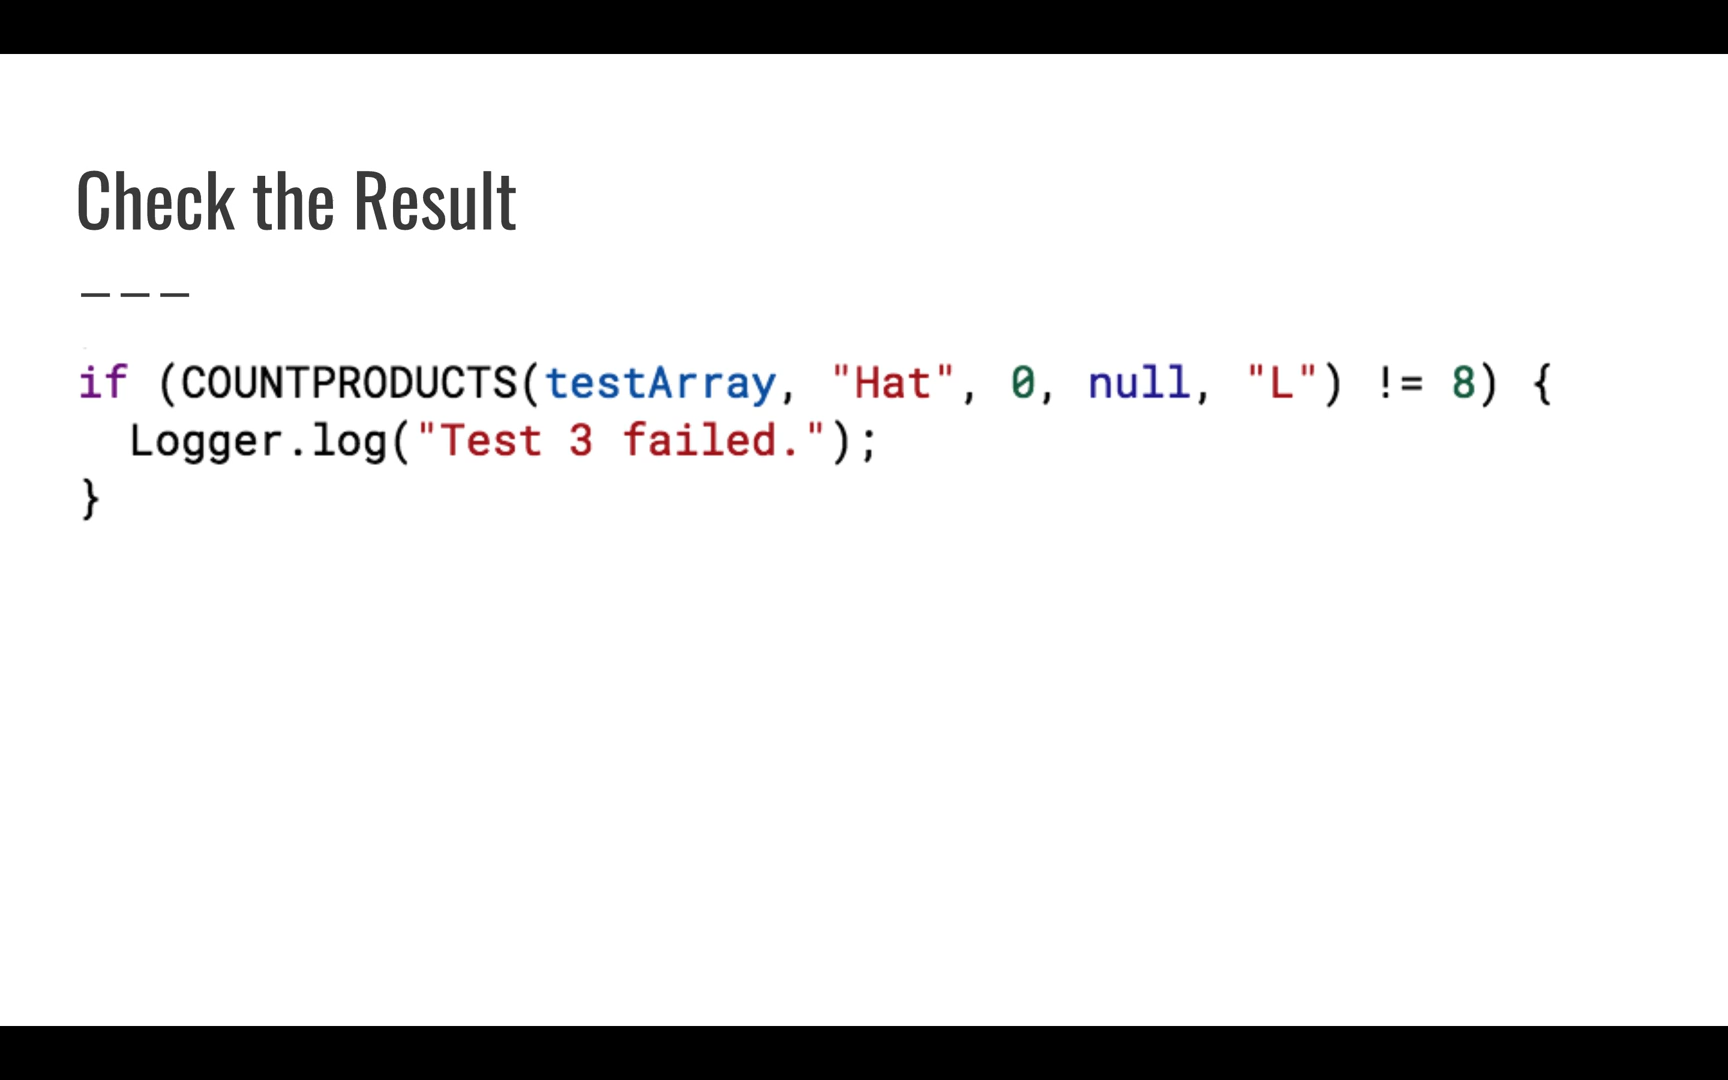 Check the Result
if (COUNTPRODUCTS(testArray, "Hat", 0, null, "L") != 8) {
  Logger.log("Test 3 failed.");
}